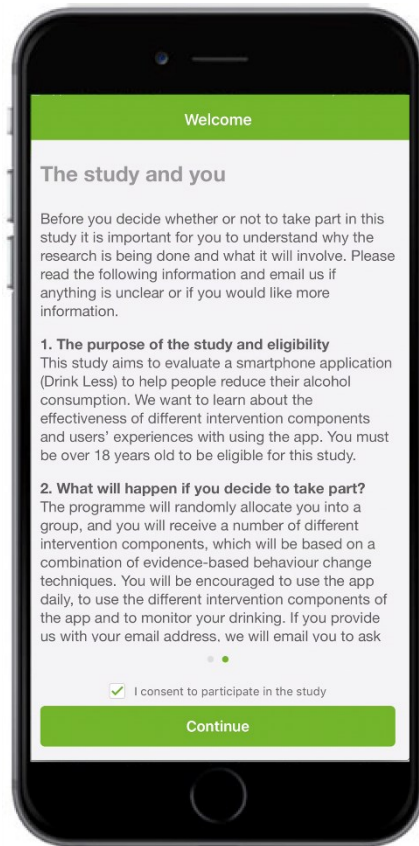 Welcome
The study and you
Before you decide whether or not to take part in this
study it is important for you to understand why the
research is being done and what it will involve. Please
read the following information and email us if
anything is unclear or if you would like more
information.
1. The purpose of the study and eligibility
This study aims to evaluate a smartphone application
(Drink Less) to help people reduce their alcohol
consumption. We want to learn about the
effectiveness of different intervention components
and users’ experiences with using the app. You must
be over 18 years old to be eligible for this study.
2. What will happen if you decide to take part?
The programme will randomly allocate you into a
group, and you will receive a number of different
intervention components, which will be based on a
combination of evidence-based behaviour change
techniques. You will be encouraged to use the app
daily, to use the different intervention components of
the app and to monitor your drinking. If you provide
us with your email address, we will email you to ask
I consent to participate in the study
Continue